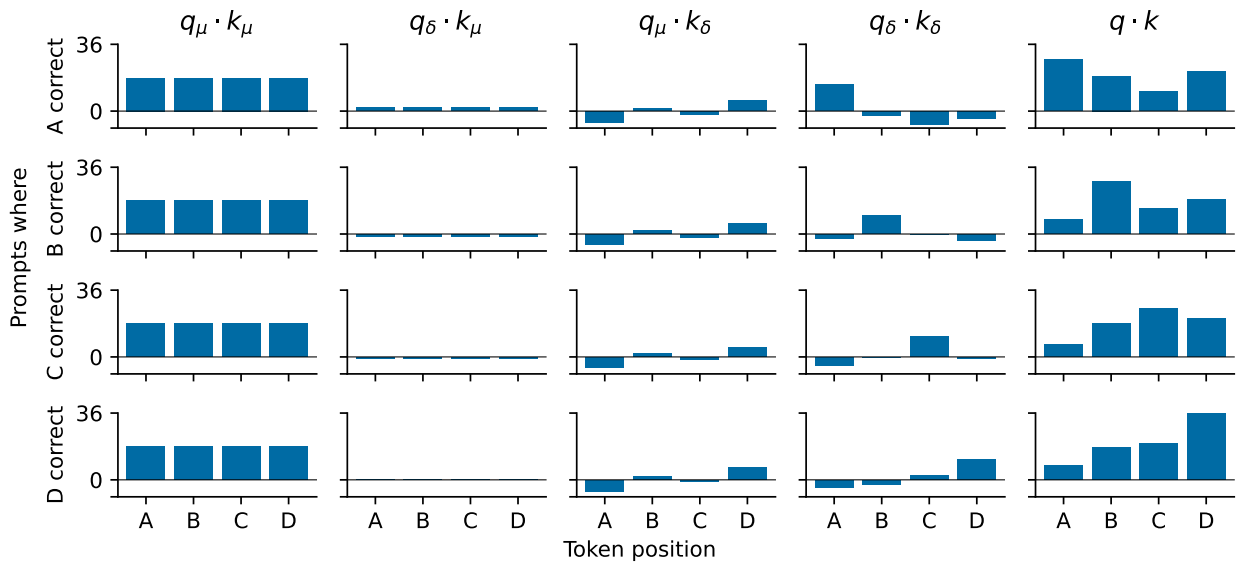 q_μ · k_μ
q_δ · k_μ
q_μ · k_δ
q_δ · k_δ
q · k
Prompts where
A correct
36
0
B correct
36
0
C correct
36
0
D correct
36
0
A B C D
A B C D
A B C D
A B C D
A B C D
Token position